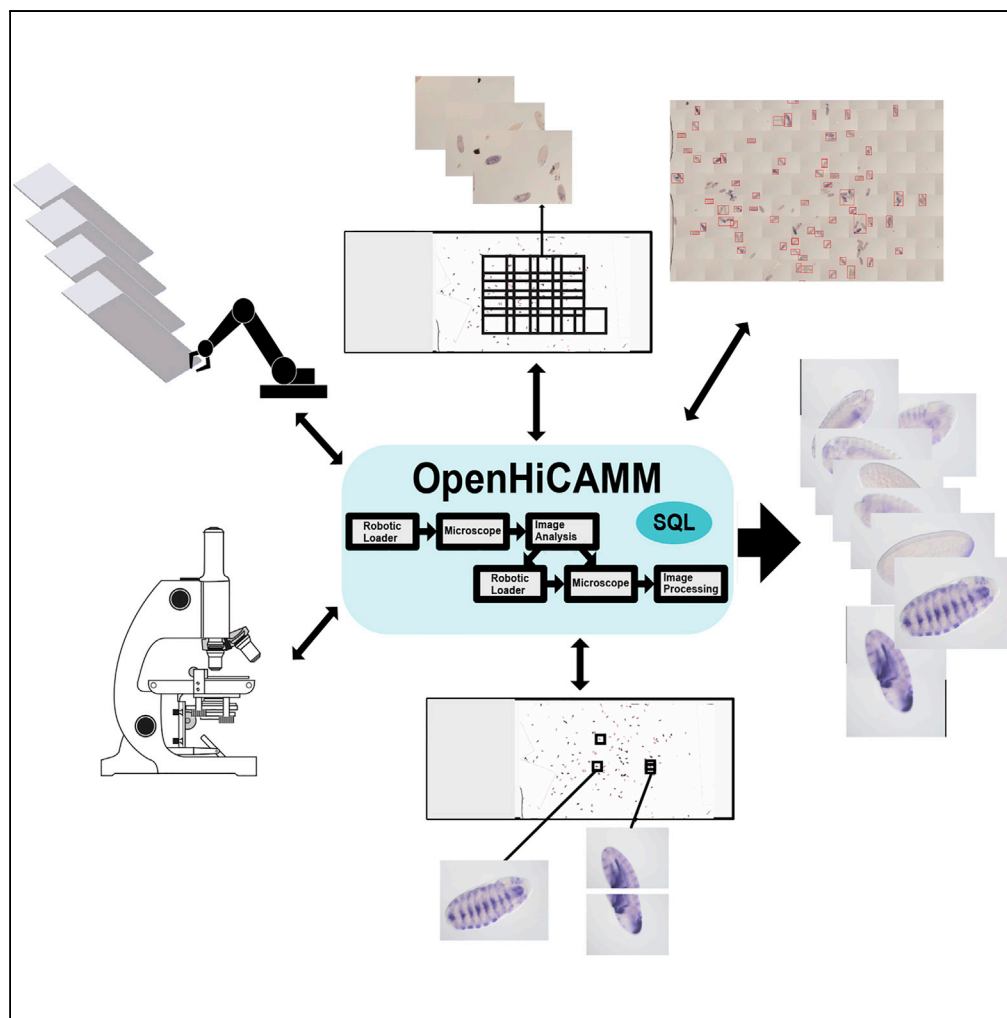 OpenHiCAMM
SQL
Robotic
Loader
Microscope
Image
Analysis
Robotic
Loader
Microscope
Image
Processing